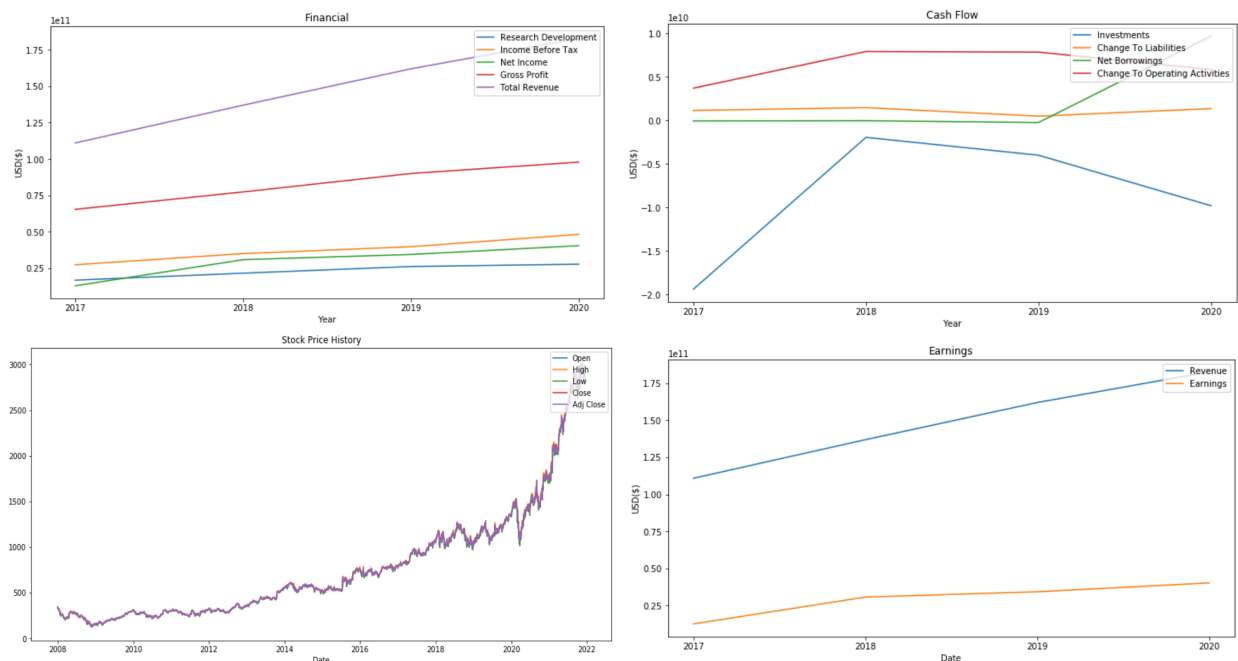 Financial
1e11
1.75
1.50
1.25
1.00
0.75
0.50
0.25
USD($)
Research Development
Income Before Tax
Net Income
Gross Profit
Total Revenue
2017
2018
2019
2020
Year
Cash Flow
1e10
1.0
0.5
0.0
−0.5
−1.0
−1.5
−2.0
USD($)
Investments
Change To Liabilities
Net Borrowings
Change To Operating Activities
2017
2018
2019
2020
Year
Stock Price History
3000
2500
2000
1500
1000
500
0
Open
High
Low
Close
Adj Close
2008
2010
2012
2014
2016
2018
2020
2022
Date
Earnings
1e11
1.75
1.50
1.25
1.00
0.75
0.50
0.25
USD($)
Revenue
Earnings
2017
2018
2019
2020
Date